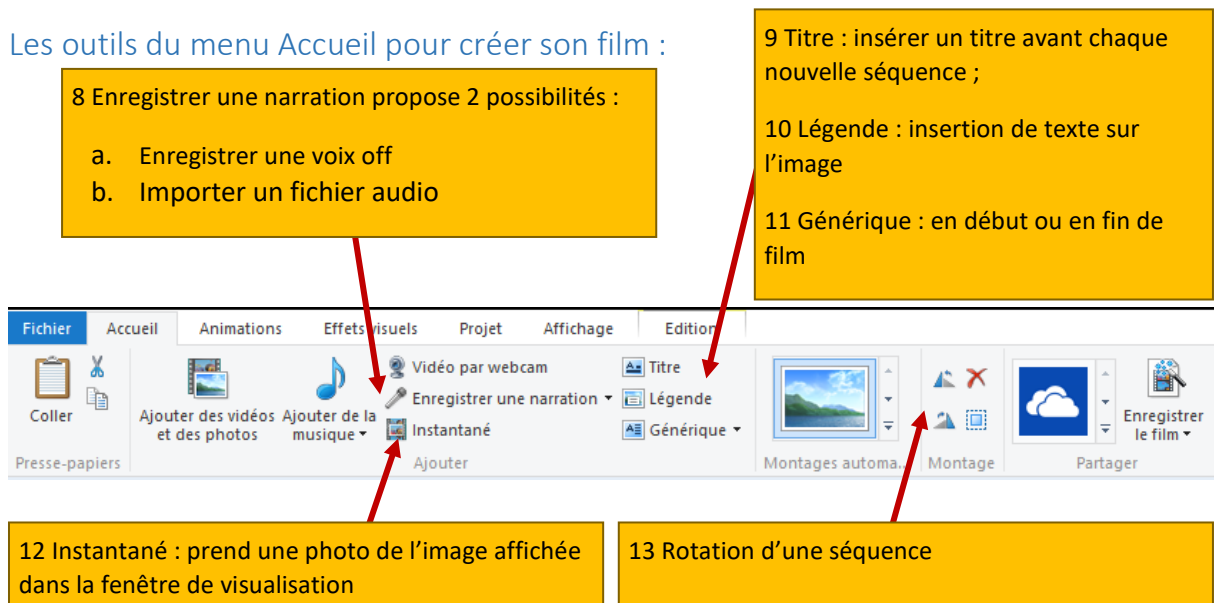 Les outils du menu Accueil pour créer son film :
8 Enregistrer une narration propose 2 possibilités :
a. Enregistrer une voix off
b. Importer un fichier audio
9 Titre : insérer un titre avant chaque
nouvelle séquence ;
10 Légende : insertion de texte sur
l’image
11 Générique : en début ou en fin de
film
Fichier Accueil Animations Effets visuels Projet Affichage Edition
Coller
Presse-papiers
Ajouter des vidéos
et des photos
Ajouter de la
musique
Vidéo par webcam
Enregistrer une narration
Instantané
Titre
Légende
Générique
Ajouter
Montages automa...
Montage
Enregistrer
le film
Partager
12 Instantané : prend une photo de l’image affichée
dans la fenêtre de visualisation
13 Rotation d’une séquence